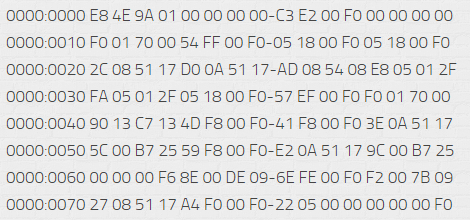 0000:0000 E8 4E 9A 01 00 00 00 00-C3 E2 00 F0 00 00 00 00
0000:0010 F0 01 70 00 54 FF 00 F0-05 18 00 F0 05 18 00 F0
0000:0020 2C 08 51 17 D0 0A 51 17-AD 08 54 08 E8 05 01 2F
0000:0030 FA 05 01 2F 05 18 00 F0-57 EF 00 F0 F0 01 70 00
0000:0040 90 13 C7 13 4D F8 00 F0-41 F8 00 F0 3E 0A 51 17
0000:0050 5C 00 B7 25 59 F8 00 F0-E2 0A 51 17 9C 00 B7 25
0000:0060 00 00 00 F6 8E 00 DE 09-6E FE 00 F0 F2 00 7B 09
0000:0070 27 08 51 17 A4 F0 00 F0-22 05 00 00 00 00 00 F0